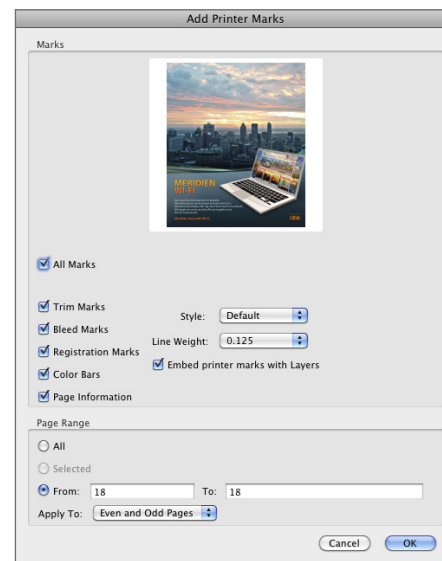 Add Printer Marks
Marks
MERIDIEN
WI-FI
All Marks
Trim Marks
Style: Default
Bleed Marks
Line Weight: 0.125
Registration Marks
Embed printer marks with Layers
Color Bars
Page Information
Page Range
All
Selected
From: 18 To: 18
Apply To: Even and Odd Pages
Cancel OK